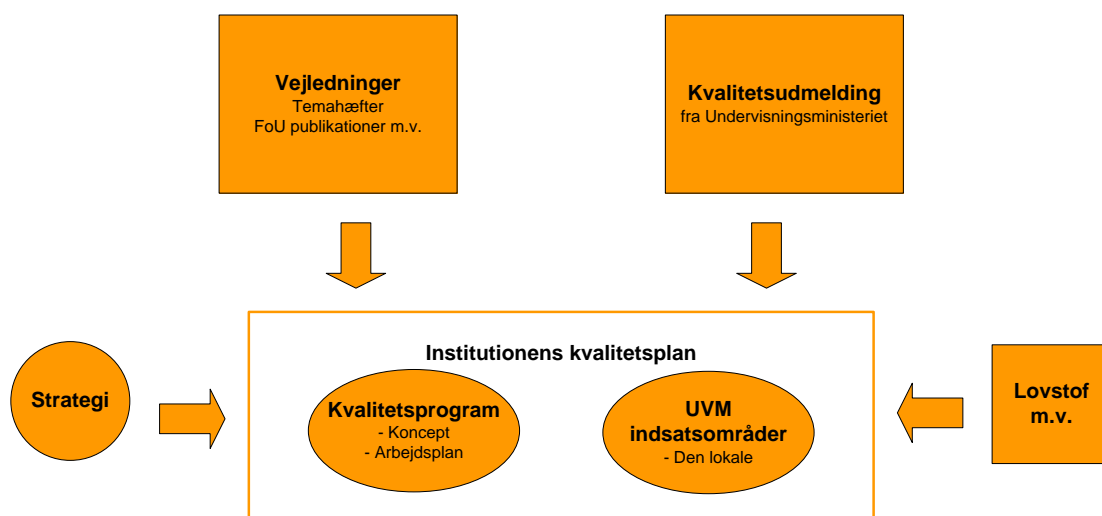 Vejledninger
Temahæfter
FoU publikationer m.v.
Kvalitetsudmelding
fra Undervisningsministeriet
Institutionens kvalitetsplan
Strategi
Kvalitetsprogram
- Koncept
- Arbejdsplan
UVM
indsatsområder
- Den lokale
Lovstof
m.v.